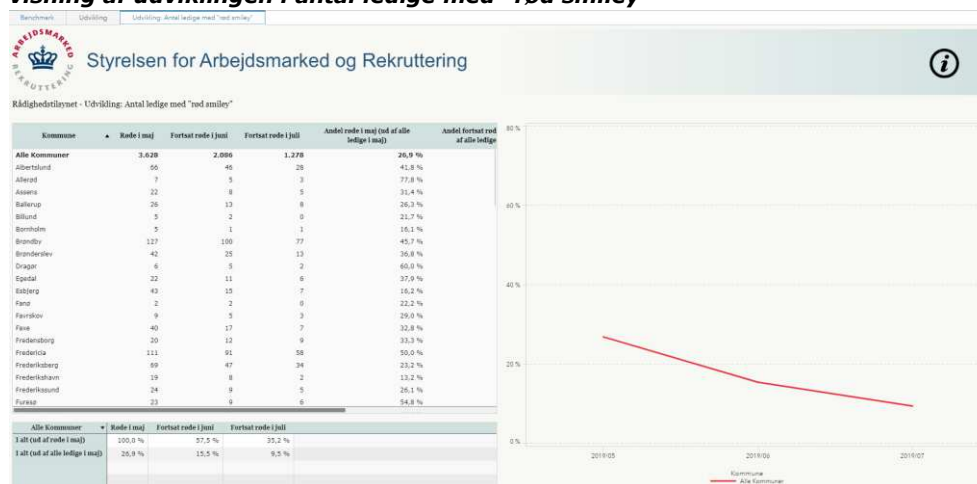 visning af udviklingen i antal ledige med "rød smiley"
Benchmark Udvikling Udvikling: Antal ledige med "rød smiley"
ARBEJDSMARKED REKRUTTERING
Styrelsen for Arbejdsmarked og Rekruttering
Rådighedstilsynet - Udvikling: Antal ledige med "rød smiley"
Kommune Røde i maj Fortsat røde i juni Fortsat røde i juli Andel røde i maj (ud af alle Andel fortsat rød
ledige i maj) af alle ledige
Alle Kommuner 3.628 2.086 1.278 26,9 %
Albertslund 66 46 28 41,8 %
Allerød 7 5 3 77,8 %
Assens 22 8 5 31,4 %
Ballerup 26 13 8 26,3 %
Billund 5 2 0 21,7 %
Bornholm 5 1 1 16,1 %
Brøndby 127 100 77 45,7 %
Brønderslev 42 25 13 36,8 %
Dragør 6 5 2 60,0 %
Egedal 22 11 6 37,9 %
Esbjerg 43 15 7 16,2 %
Fanø 2 2 0 22,2 %
Favrskov 9 5 3 29,0 %
Faxe 40 17 7 32,8 %
Fredensborg 20 12 9 33,3 %
Fredericia 111 91 58 50,0 %
Frederiksberg 69 47 34 23,2 %
Frederikshavn 19 8 2 13,2 %
Frederikssund 24 9 5 26,1 %
Furesø 23 9 6 54,8 %
Alle Kommuner Røde i maj Fortsat røde i juni Fortsat røde i juli
I alt (ud af røde i maj) 100,0 % 57,5 % 35,2 %
I alt (ud af alle ledige i maj) 26,9 % 15,5 % 9,5 %
80 %
60 %
40 %
20 %
0 %
2019/05 2019/06 2019/07
Kommune
Alle Kommuner